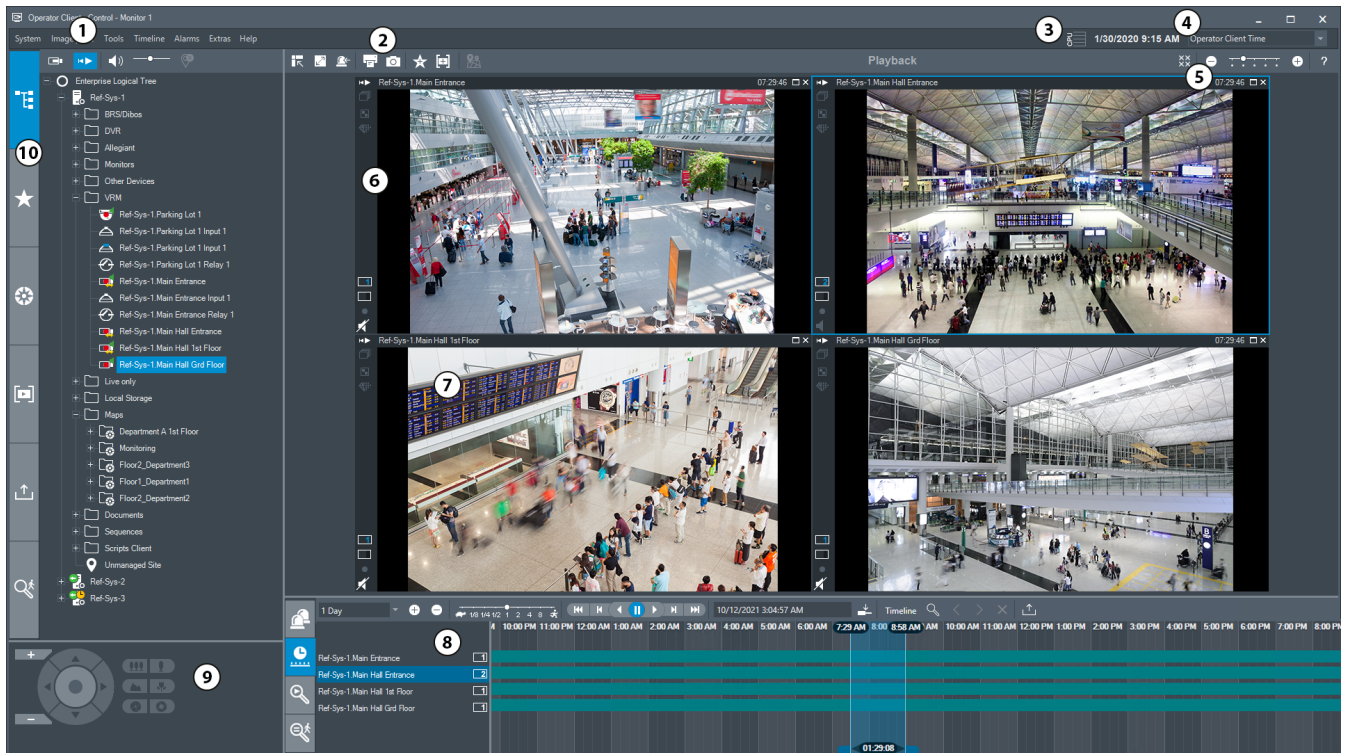 Operator Client - Control - Monitor 1
System Image Tools Timeline Alarms Extras Help
1
2
3
4
1/30/2020 9:15 AM Operator Client Time
Playback
5
?
Enterprise Logical Tree
Ref-Sys-1
BRS/Dibos
DVR
Allegiant
Monitors
Other Devices
VRM
Ref-Sys-1.Parking Lot 1
Ref-Sys-1.Parking Lot 1 Input 1
Ref-Sys-1.Parking Lot 1 Input 1
Ref-Sys-1.Parking Lot 1 Relay 1
Ref-Sys-1.Main Entrance
Ref-Sys-1.Main Entrance Input 1
Ref-Sys-1.Main Entrance Relay 1
Ref-Sys-1.Main Hall Entrance
Ref-Sys-1.Main Hall 1st Floor
Ref-Sys-1.Main Hall Grd Floor
Live only
Local Storage
Maps
Department A 1st Floor
Monitoring
Floor2_Department3
Floor1_Department1
Floor2_Department2
Documents
Sequences
Scripts Client
Unmanaged Site
Ref-Sys-2
Ref-Sys-3
10
9
Ref-Sys-1.Main Entrance 07:29:46
6
1
Ref-Sys-1.Main Hall Entrance 07:29:46
2
Ref-Sys-1.Main Hall 1st Floor
7
1
Ref-Sys-1.Main Hall Grd Floor 07:29:46
1
B
1 Day
1/8 1/4 1/2 1 2 4 8
10/12/2021 3:04:57 AM
Timeline
8
10:00 PM 11:00 PM 12:00 AM 1:00 AM 2:00 AM 3:00 AM 4:00 AM 5:00 AM 6:00 AM 7:29 AM 8:00 8:58 AM AM 10:00 AM 11:00 AM 12:00 PM 1:00 PM 2:00 PM 3:00 PM 4:00 PM 5:00 PM 6:00 PM 7:00 PM 8:00 PM
Ref-Sys-1.Main Entrance 1
Ref-Sys-1.Main Hall Entrance 2
Ref-Sys-1.Main Hall 1st Floor 1
Ref-Sys-1.Main Hall Grd Floor 1
01:29:08